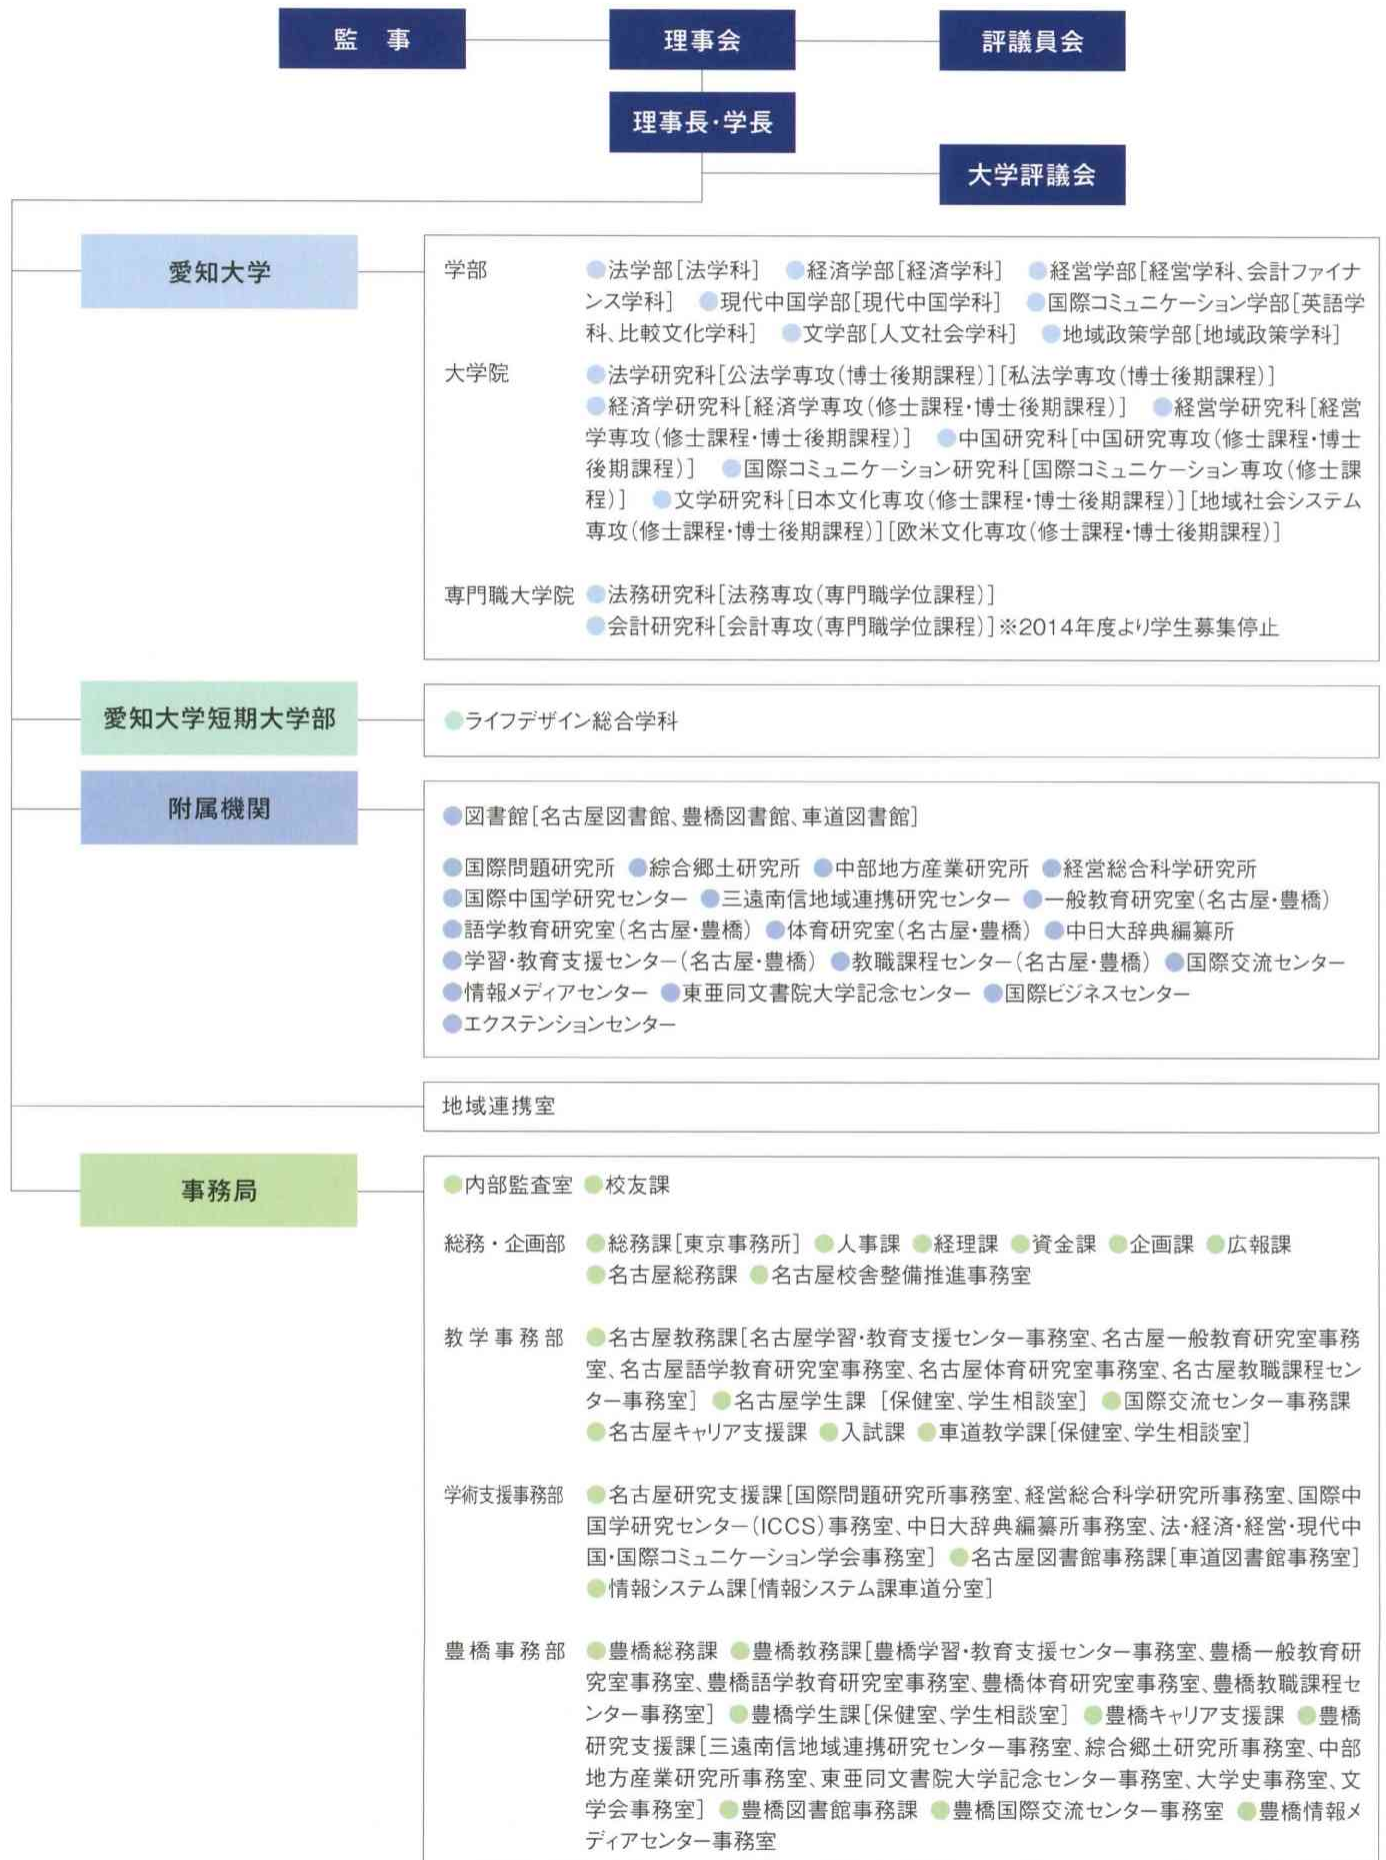 監 事
理事会
評議員会
理事長・学長
大学評議会
愛知大学
学部
●法学部[法学科] ●経済学部[経済学科] ●経営学部[経営学科、会計ファイナ
ンス学科] ●現代中国学部[現代中国学科] ●国際コミュニケーション学部[英語学
科、比較文化学科] ●文学部[人文社会学科] ●地域政策学部[地域政策学科]
大学院
●法学研究科[公法学専攻(博士後期課程)][私法学専攻(博士後期課程)]
●経済学研究科[経済学専攻(修士課程・博士後期課程)] ●経営学研究科[経営
学専攻(修士課程・博士後期課程)] ●中国研究科[中国研究専攻(修士課程・博士
後期課程)] ●国際コミュニケーション研究科[国際コミュニケーション専攻(修士課
程)] ●文学研究科[日本文化専攻(修士課程・博士後期課程)][地域社会システム
専攻(修士課程・博士後期課程)][欧米文化専攻(修士課程・博士後期課程)]
専門職大学院
●法務研究科[法務専攻(専門職学位課程)]
●会計研究科[会計専攻(専門職学位課程)]※2014年度より学生募集停止
愛知大学短期大学部
●ライフデザイン総合学科
附属機関
●図書館[名古屋図書館、豊橋図書館、車道図書館]
●国際問題研究所 ●綜合郷土研究所 ●中部地方産業研究所 ●経営総合科学研究所
●国際中国学研究センター ●三遠南信地域連携研究センター ●一般教育研究室(名古屋・豊橋)
●語学教育研究室(名古屋・豊橋) ●体育研究室(名古屋・豊橋) ●中日大辞典編纂所
●学習・教育支援センター(名古屋・豊橋) ●教職課程センター(名古屋・豊橋) ●国際交流センター
●情報メディアセンター ●東亜同文書院大学記念センター ●国際ビジネスセンター
●エクステンションセンター
地域連携室
事務局
●内部監査室 ●校友課
総務・企画部
●総務課[東京事務所] ●人事課 ●経理課 ●資金課 ●企画課 ●広報課
●名古屋総務課 ●名古屋校舎整備推進事務室
教学事務部
●名古屋教務課[名古屋学習・教育支援センター事務室、名古屋一般教育研究室事務
室、名古屋語学教育研究室事務室、名古屋体育研究室事務室、名古屋教職課程セン
ター事務室] ●名古屋学生課 [保健室、学生相談室] ●国際交流センター事務課
●名古屋キャリア支援課 ●入試課 ●車道教学課[保健室、学生相談室]
学術支援事務部
●名古屋研究支援課[国際問題研究所事務室、経営総合科学研究所事務室、国際中
国学研究センター(ICCS)事務室、中日大辞典編纂所事務室、法・経済・経営・現代中
国・国際コミュニケーション学会事務室] ●名古屋図書館事務課[車道図書館事務室]
●情報システム課[情報システム課車道分室]
豊橋事務部
●豊橋総務課 ●豊橋教務課[豊橋学習・教育支援センター事務室、豊橋一般教育研
究室事務室、豊橋語学教育研究室事務室、豊橋体育研究室事務室、豊橋教職課程セ
ンター事務室] ●豊橋学生課[保健室、学生相談室] ●豊橋キャリア支援課 ●豊橋
研究支援課[三遠南信地域連携研究センター事務室、綜合郷土研究所事務室、中部
地方産業研究所事務室、東亜同文書院大学記念センター事務室、大学史事務室、文
学会事務室] ●豊橋図書館事務課 ●豊橋国際交流センター事務室 ●豊橋情報メ
ディアセンター事務室